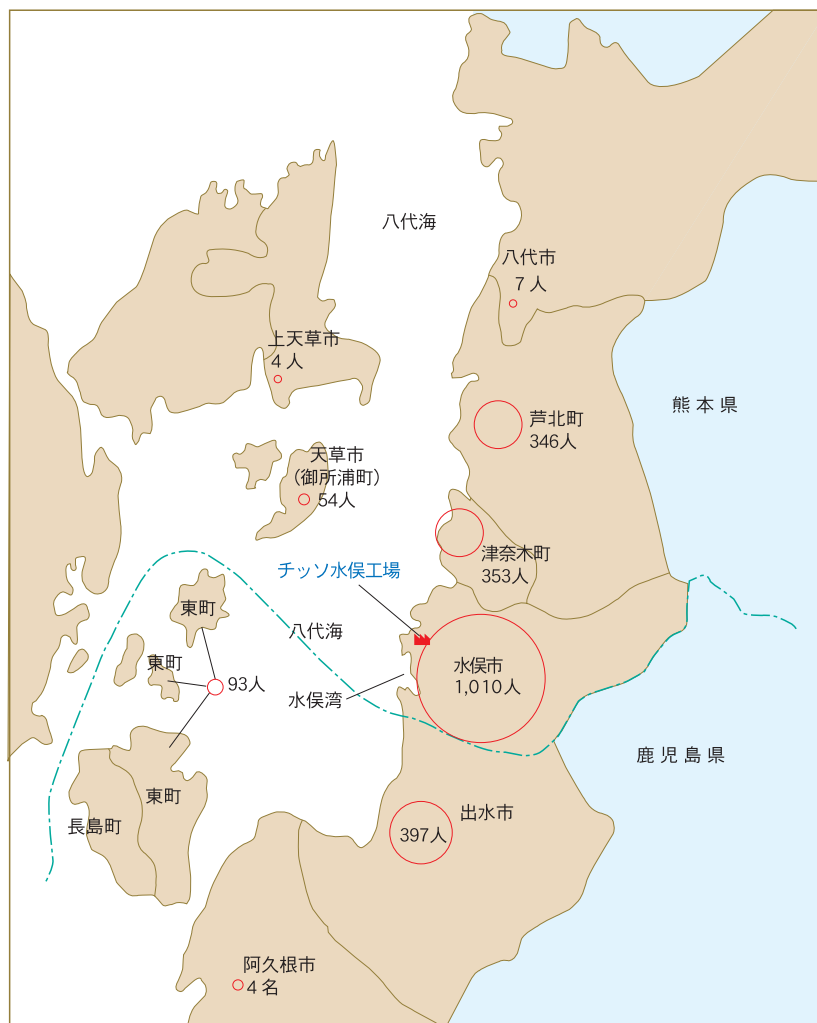 八代海
八代市
7人
上天草市
4人
熊本県
芦北町
346人
天草市
（御所浦町）
54人
津奈木町
353人
チッソ水俣工場
東町
八代海
東町
水俣市
1,010人
93人
水俣湾
鹿児島県
東町
長島町
出水市
397人
阿久根市
4名